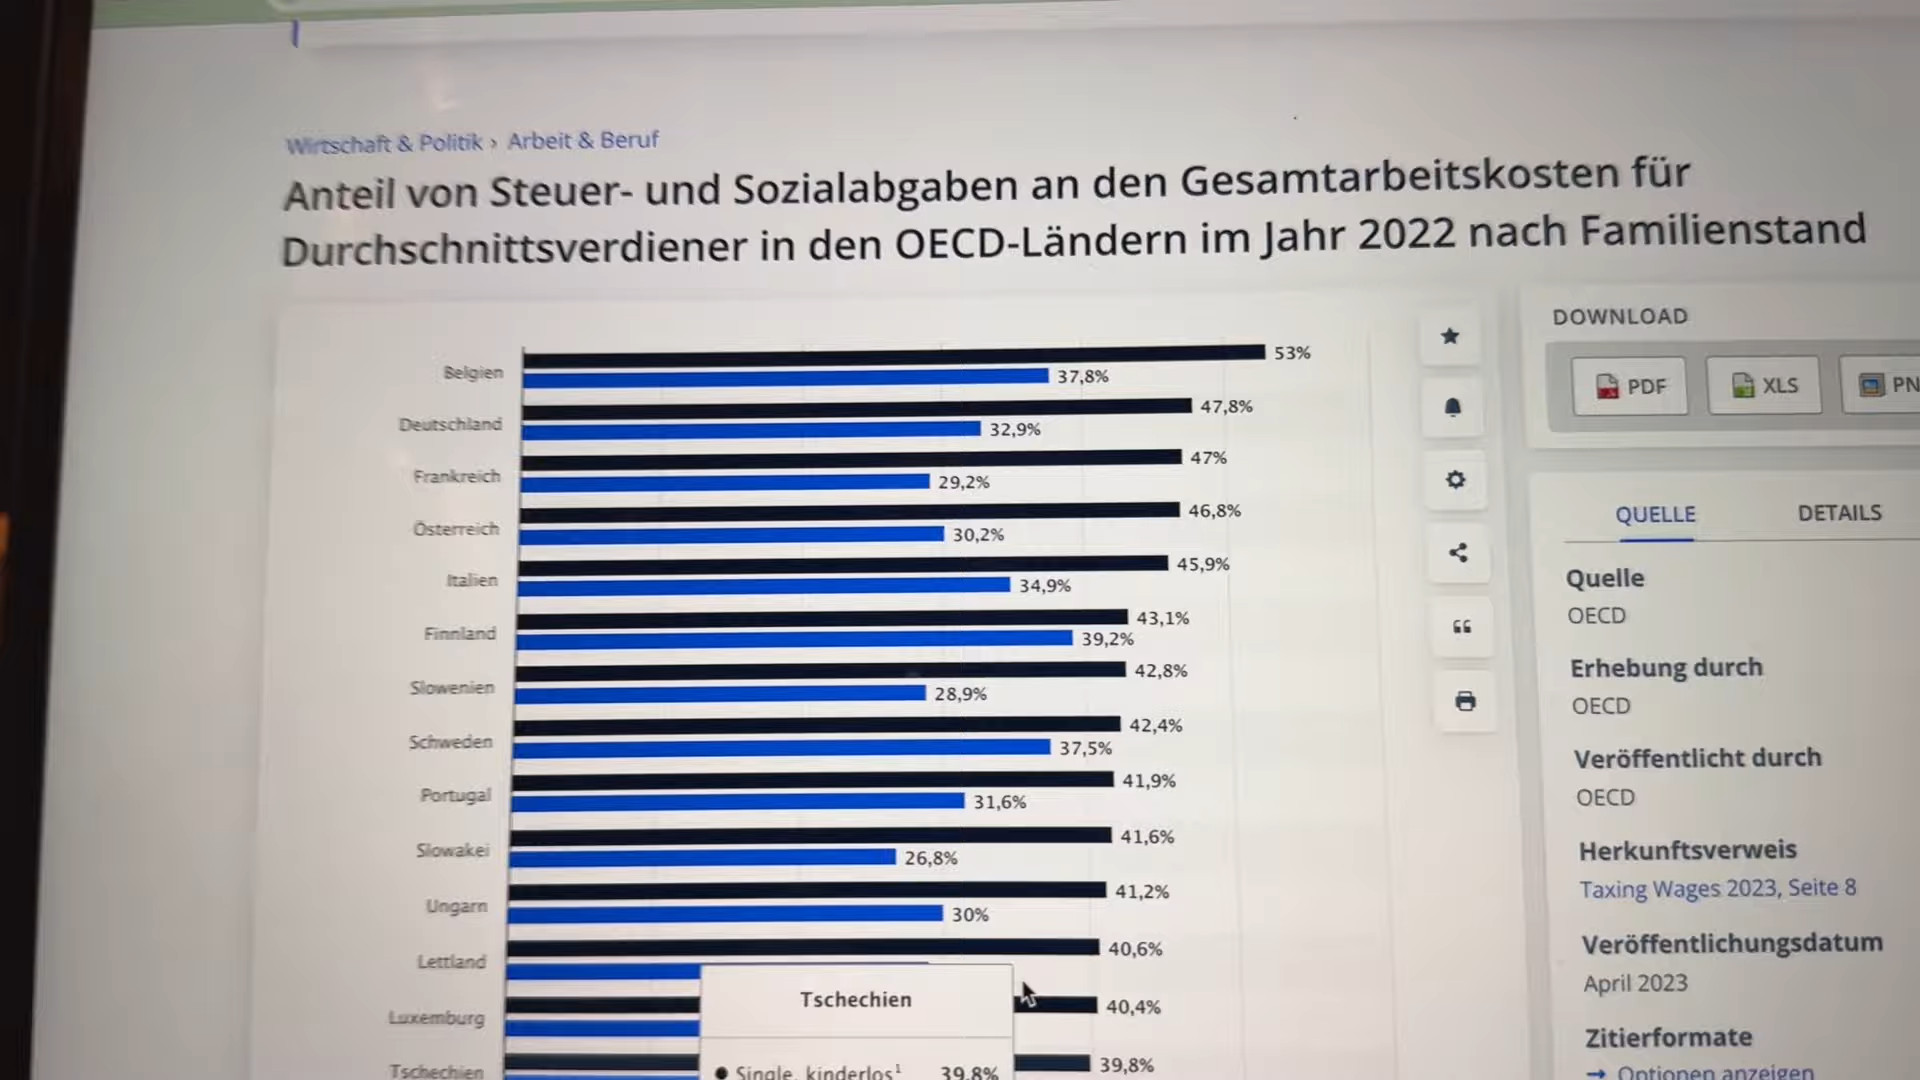 Wirtschaft & Politik › Arbeit & Beruf
Anteil von Steuer- und Sozialabgaben an den Gesamtarbeitskosten für
Durchschnittsverdiener in den OECD-Ländern im Jahr 2022 nach Familienstand
Belgien 53% 37,8%
Deutschland 47,8% 32,9%
Frankreich 47% 29,2%
Österreich 46,8% 30,2%
Italien 45,9% 34,9%
Finnland 43,1% 39,2%
Slowenien 42,8% 28,9%
Schweden 42,4% 37,5%
Portugal 41,9% 31,6%
Slowakei 41,6% 26,8%
Ungarn 41,2% 30%
Lettland 40,6%
Luxemburg 40,4%
Tschechien 39,8%
Tschechien
Single, kinderlos¹ 39,8%
DOWNLOAD
PDF XLS PN
QUELLE DETAILS
Quelle
OECD
Erhebung durch
OECD
Veröffentlicht durch
OECD
Herkunftsverweis
Taxing Wages 2023, Seite 8
Veröffentlichungsdatum
April 2023
Zitierformate
→ Optionen anzeigen